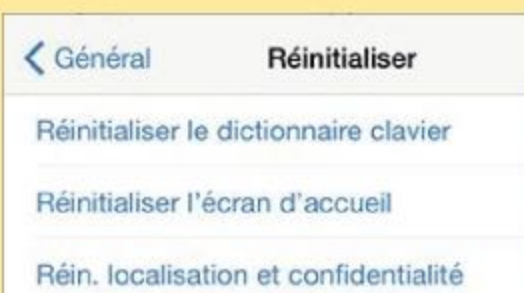 Général
Réinitialiser
Réinitialiser le dictionnaire clavier
Réinitialiser l'écran d'accueil
Réin. localisation et confidentialité